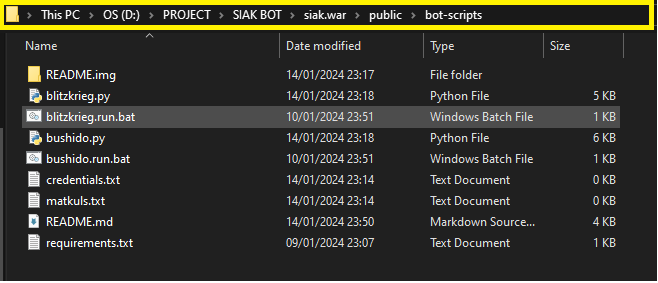 This PC > OS (D:) > PROJECT > SIAK BOT > siak.war > public > bot-scripts
Name Date modified Type Size
README.img 14/01/2024 23:17 File folder
blitzkrieg.py 14/01/2024 23:18 Python File 5 KB
blitzkrieg.run.bat 10/01/2024 23:51 Windows Batch File 1 KB
bushido.py 14/01/2024 23:18 Python File 6 KB
bushido.run.bat 10/01/2024 23:51 Windows Batch File 1 KB
credentials.txt 14/01/2024 23:14 Text Document 0 KB
matkuls.txt 14/01/2024 23:14 Text Document 0 KB
README.md 14/01/2024 23:50 Markdown Source... 4 KB
requirements.txt 09/01/2024 23:07 Text Document 1 KB